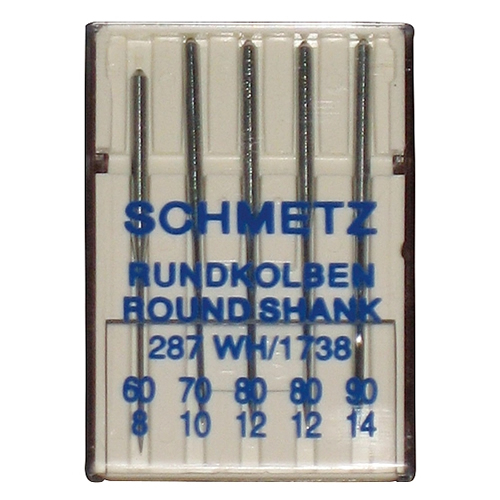 SCHMETZ
RUNDKOLBEN
ROUND SHANK
287 WH/1738
60 70 80 80 90
8 10 12 12 14